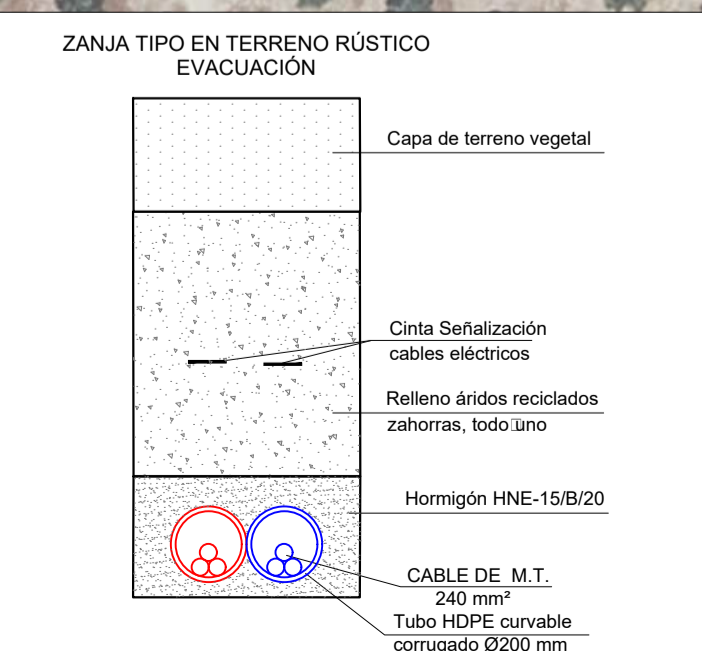 ZANJA TIPO EN TERRENO RÚSTICO
EVACUACIÓN
Capa de terreno vegetal
Cinta Señalización
cables eléctricos
Relleno áridos reciclados
zahorras, todo uno
Hormigón HNE-15/B/20
CABLE DE M.T.
240 mm²
Tubo HDPE curvable
corrugado Ø200 mm